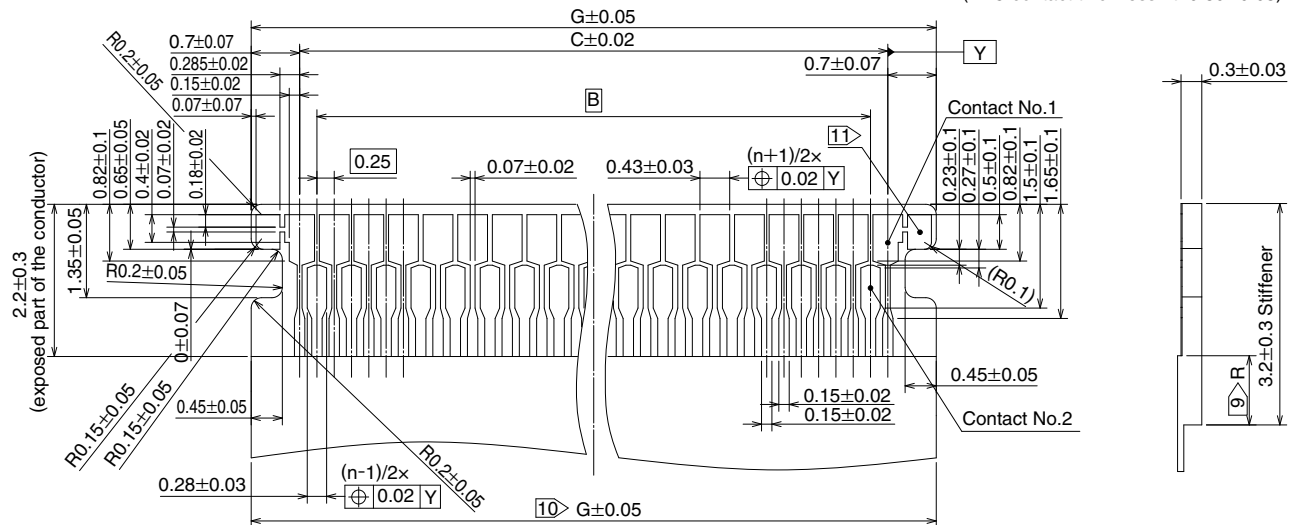 G±0.05
C±0.02
0.7±0.07
Y
0.7±0.07
0.3±0.03
R0.2±0.05
0.285±0.02
0.15±0.02
0.07±0.07
B
Contact No.1
11
0.82±0.1
0.65±0.05
0.4±0.02
0.07±0.02
0.18±0.02
0.25
0.07±0.02
0.43±0.03
(n+1)/2×
0.02 Y
0.23±0.1
0.27±0.1
0.5±0.1
0.82±0.1
1.5±0.1
1.65±0.1
2.2±0.3
(exposed part of the conductor)
1.35±0.05
R0.2±0.05
(R0.1)
0±0.07
3.2±0.3 Stiffener
9 R
R0.15±0.05
R0.15±0.05
0.45±0.05
0.45±0.05
0.15±0.02
0.15±0.02
Contact No.2
R0.2±0.05
0.28±0.03
(n-1)/2×
0.02 Y
10 G±0.05